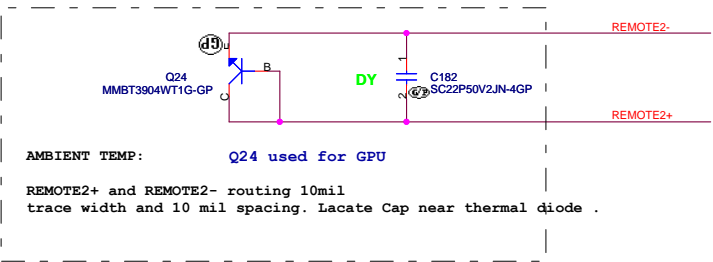 REMOTE2-
GP
E
B
C
Q24
MMBT3904WT1G-GP
DY
1
2
C182
G/P
SC22P50V2JN-4GP
REMOTE2+
AMBIENT TEMP:
Q24 used for GPU
REMOTE2+ and REMOTE2- routing 10mil
trace width and 10 mil spacing. Lacate Cap near thermal diode .